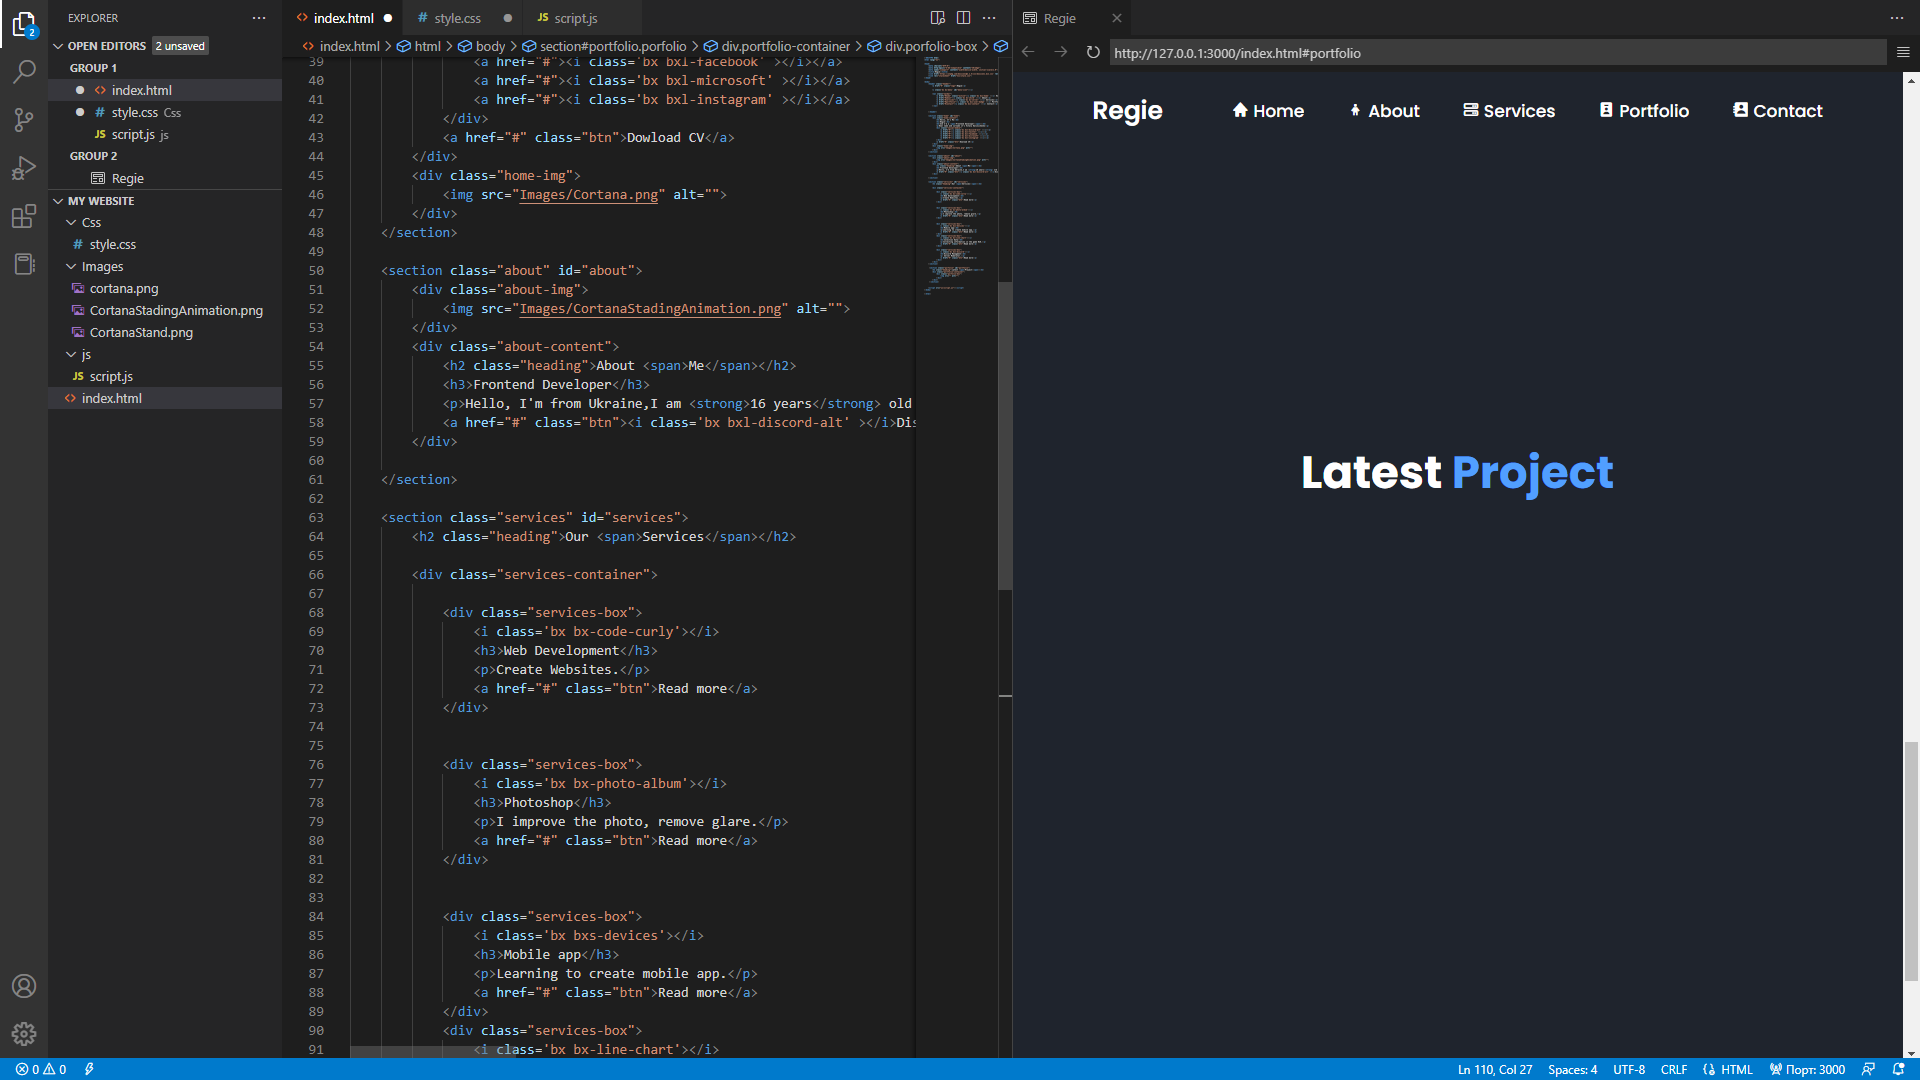 EXPLORER
OPEN EDITORS 2 unsaved
GROUP 1
index.html
style.css Css
script.js js
GROUP 2
Regie
MY WEBSITE
Css
style.css
Images
cortana.png
CortanaStadingAnimation.png
CortanaStand.png
js
script.js
index.html
index.html
style.css
script.js
index.html > html > body > section#portfolio.porfolio > div.portfolio-container > div.porfolio-box >
39 <a href="#"><i class='bx bxl-facebook' ></i></a>
40 <a href="#"><i class='bx bxl-microsoft' ></i></a>
41 <a href="#"><i class='bx bxl-instagram' ></i></a>
42 </div>
43 <a href="#" class="btn">Dowload CV</a>
44 </div>
45 <div class="home-img">
46 <img src="Images/Cortana.png" alt="">
47 </div>
48 </section>
49
50 <section class="about" id="about">
51 <div class="about-img">
52 <img src="Images/CortanaStadingAnimation.png" alt="">
53 </div>
54 <div class="about-content">
55 <h2 class="heading">About <span>Me</span></h2>
56 <h3>Frontend Developer</h3>
57 <p>Hello, I'm from Ukraine,I am <strong>16 years</strong> old
58 <a href="#" class="btn"><i class='bx bxl-discord-alt' ></i>Dis
59 </div>
60
61 </section>
62
63 <section class="services" id="services">
64 <h2 class="heading">Our <span>Services</span></h2>
65
66 <div class="services-container">
67
68 <div class="services-box">
69 <i class='bx bx-code-curly'></i>
70 <h3>Web Development</h3>
71 <p>Create Websites.</p>
72 <a href="#" class="btn">Read more</a>
73 </div>
74
75
76 <div class="services-box">
77 <i class='bx bx-photo-album'></i>
78 <h3>Photoshop</h3>
79 <p>I improve the photo, remove glare.</p>
80 <a href="#" class="btn">Read more</a>
81 </div>
82
83
84 <div class="services-box">
85 <i class='bx bxs-devices'></i>
86 <h3>Mobile app</h3>
87 <p>Learning to create mobile app.</p>
88 <a href="#" class="btn">Read more</a>
89 </div>
90 <div class="services-box">
91 <i class='bx bx-line-chart'></i>
Regie
http://127.0.0.1:3000/index.html#portfolio
Regie Home About Services Portfolio Contact
Latest Project
0 0 Ln 110, Col 27 Spaces: 4 UTF-8 CRLF HTML Порт: 3000